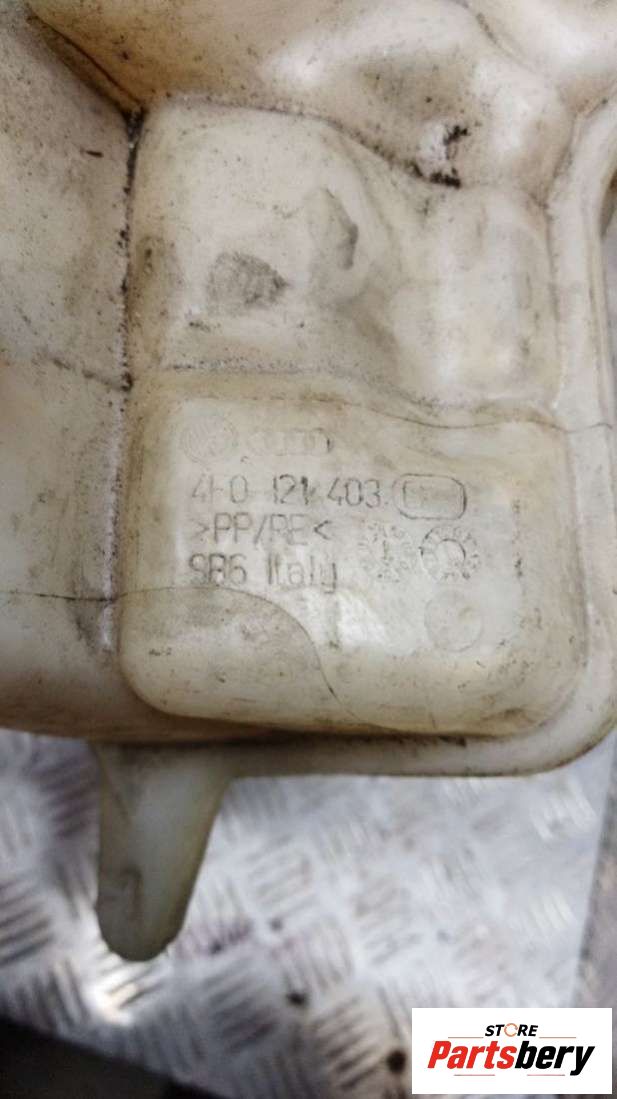 4F0 121 403
>PP/PE<
SB6 Italy
STORE
Partsbery